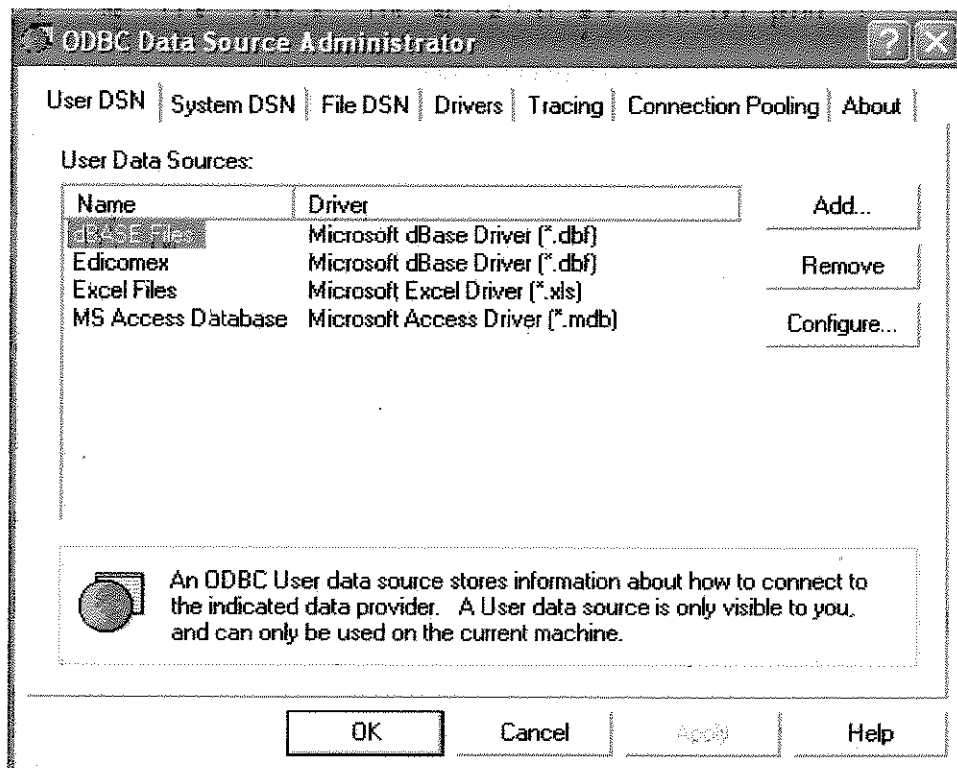 ODBC Data Source Administrator
User DSN System DSN File DSN Drivers Tracing Connection Pooling About
User Data Sources:
Name Driver Add...
dBASE Files Microsoft dBase Driver (*.dbf)
Edicomex Microsoft dBase Driver (*.dbf) Remove
Excel Files Microsoft Excel Driver (*.xls)
MS Access Database Microsoft Access Driver (*.mdb) Configure...
An ODBC User data source stores information about how to connect to
the indicated data provider. A User data source is only visible to you,
and can only be used on the current machine.
OK Cancel Apply Help